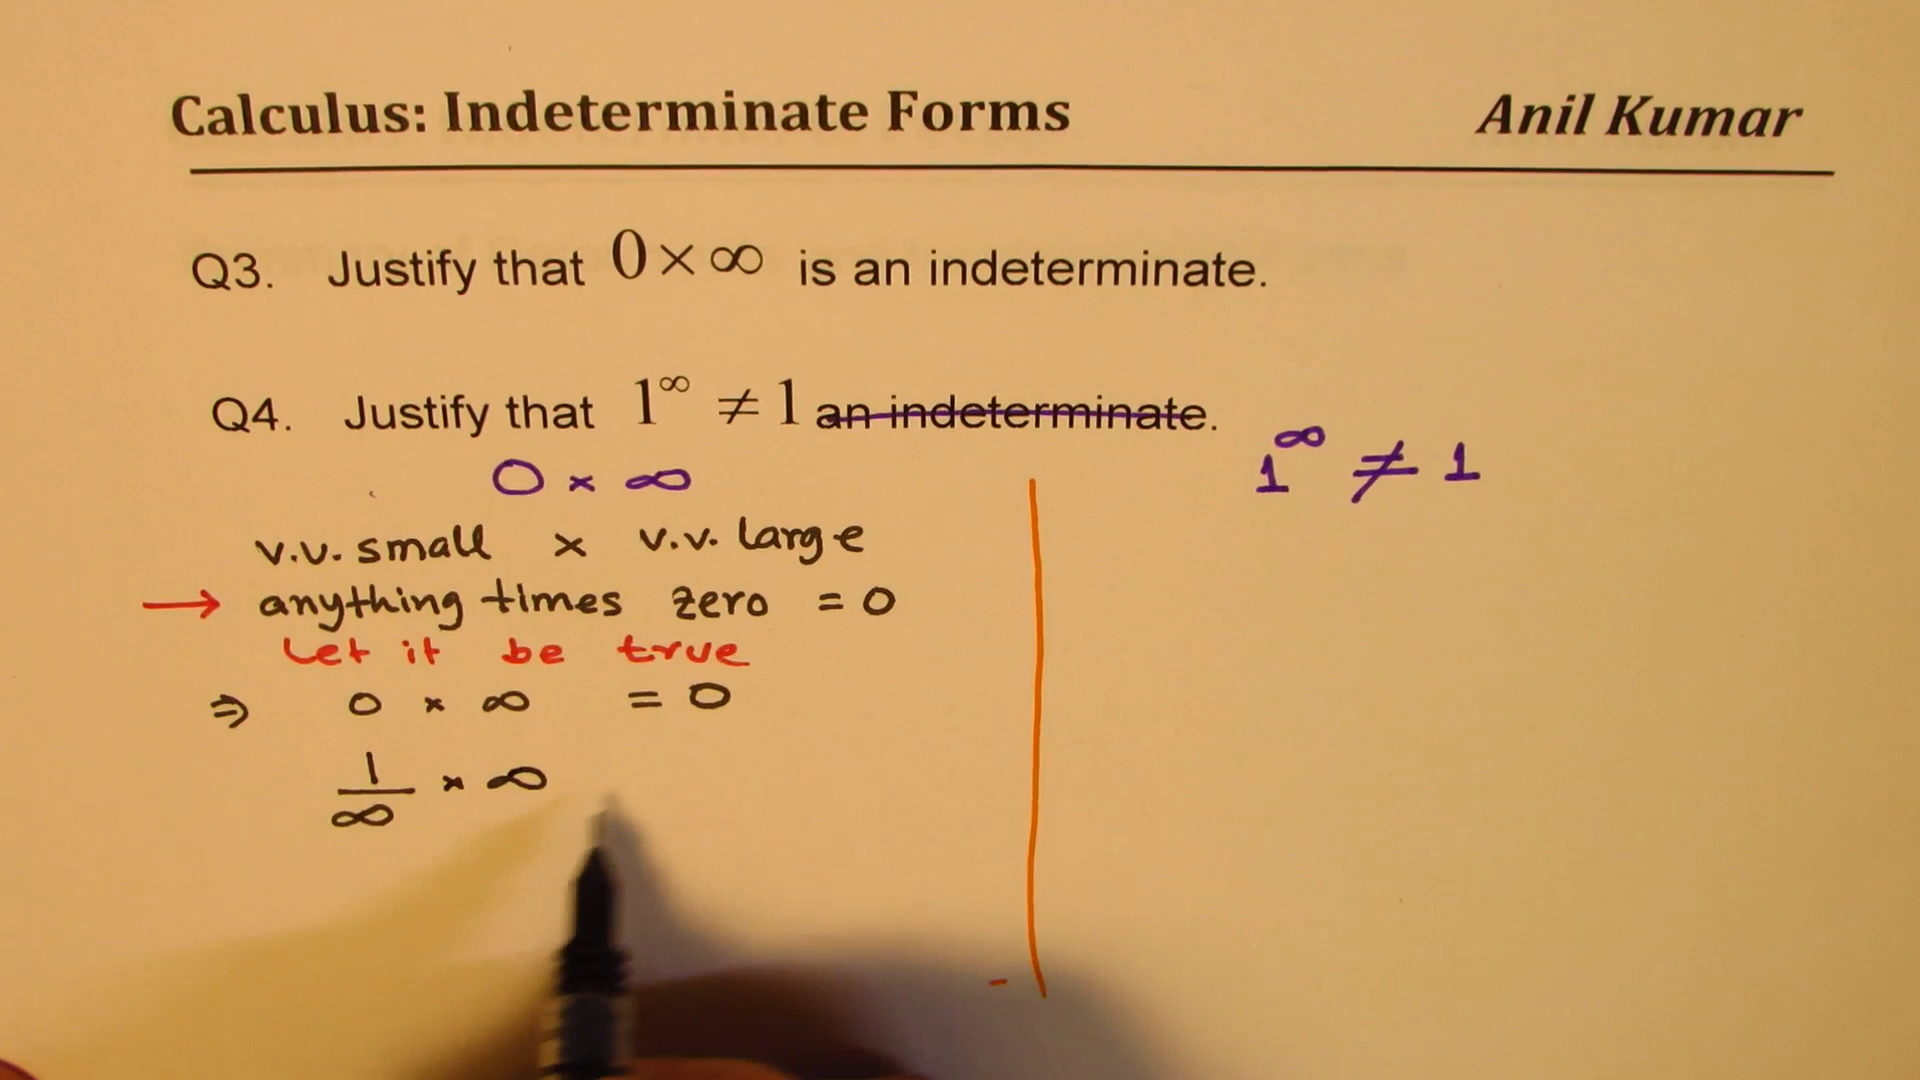 Calculus: Indeterminate Forms Anil Kumar
Q3. Justify that 0 × ∞ is an indeterminate.
Q4. Justify that 1^∞ ≠ 1 an indeterminate.
0 × ∞
v.v. small × v.v. large
→ anything times zero = 0
Let it be true
⇒ 0 × ∞ = 0
1/∞ × ∞
1^∞ ≠ 1